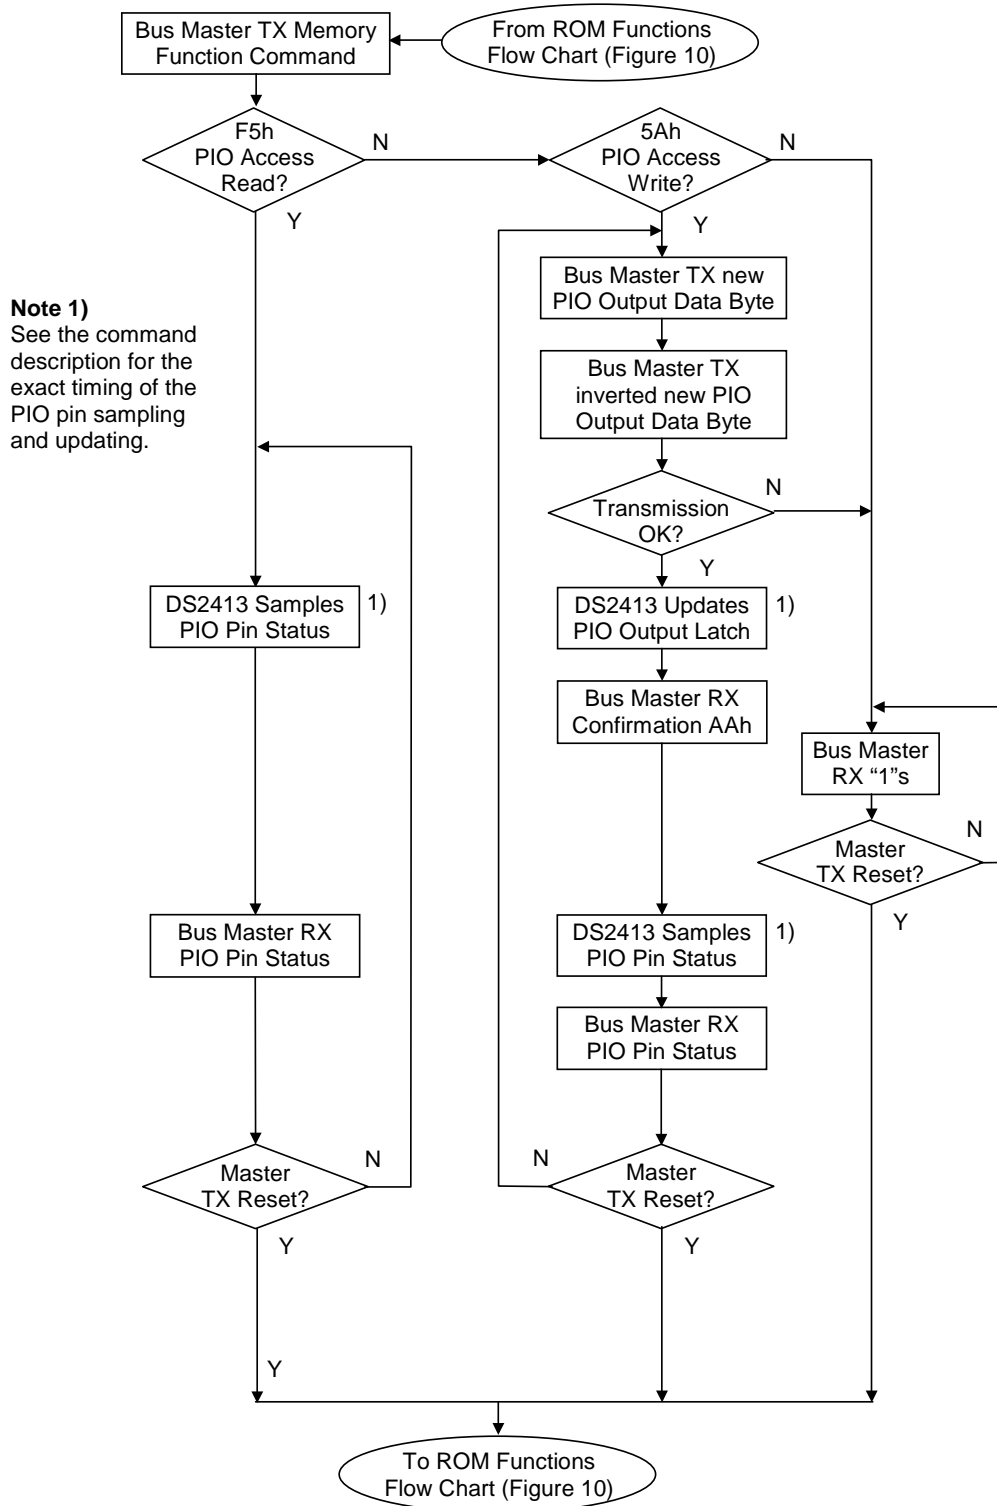 Bus Master TX Memory
Function Command
From ROM Functions
Flow Chart (Figure 10)
F5h
PIO Access
Read?
N
Y
5Ah
PIO Access
Write?
N
Y
Bus Master TX new
PIO Output Data Byte
Note 1)
See the command
description for the
exact timing of the
PIO pin sampling
and updating.
Bus Master TX
inverted new PIO
Output Data Byte
Transmission
OK?
N
Y
DS2413 Samples
PIO Pin Status
1)
DS2413 Updates
PIO Output Latch
1)
Bus Master RX
Confirmation AAh
Bus Master
RX “1”s
Master
TX Reset?
N
Y
Bus Master RX
PIO Pin Status
DS2413 Samples
PIO Pin Status
1)
Bus Master RX
PIO Pin Status
Master
TX Reset?
N
Y
N
Master
TX Reset?
Y
Y
To ROM Functions
Flow Chart (Figure 10)